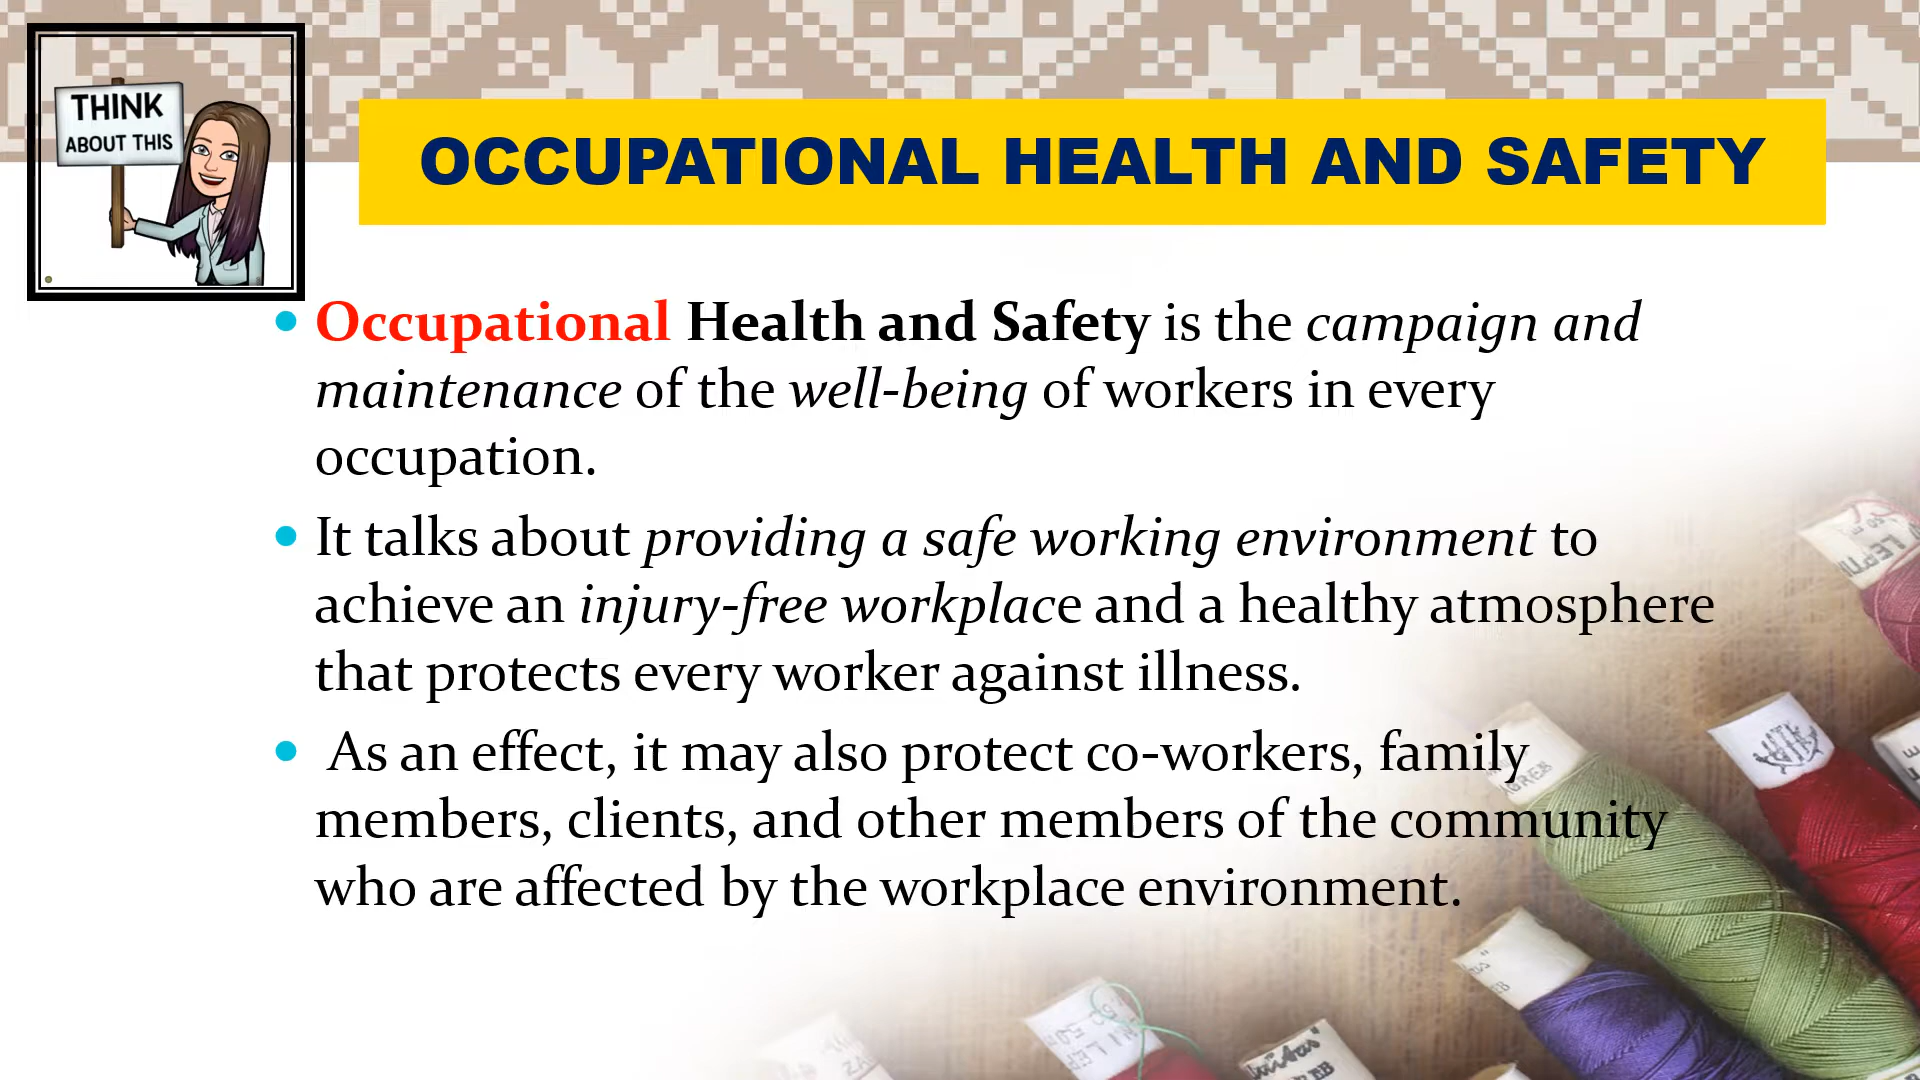 THINK
ABOUT THIS
OCCUPATIONAL HEALTH AND SAFETY
• Occupational Health and Safety is the campaign and
maintenance of the well-being of workers in every
occupation.
• It talks about providing a safe working environment to
achieve an injury-free workplace and a healthy atmosphere
that protects every worker against illness.
• As an effect, it may also protect co-workers, family
members, clients, and other members of the community
who are affected by the workplace environment.